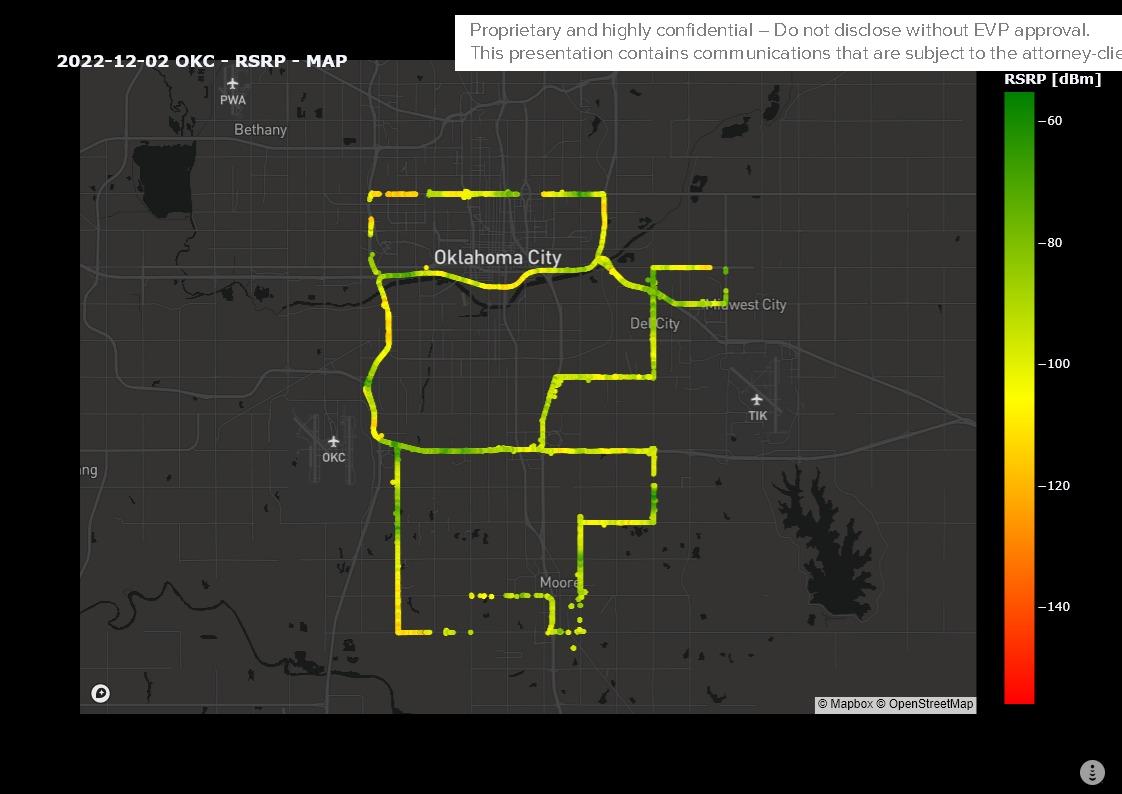 Proprietary and highly confidential – Do not disclose without EVP approval.
This presentation contains communications that are subject to the attorney-clie
2022-12-02 OKC - RSRP - MAP
RSRP [dBm]
PWA
Bethany
−60
−80
Oklahoma City
Midwest City
Del City
−100
TIK
OKC
ng
−120
Moore
−140
© Mapbox © OpenStreetMap